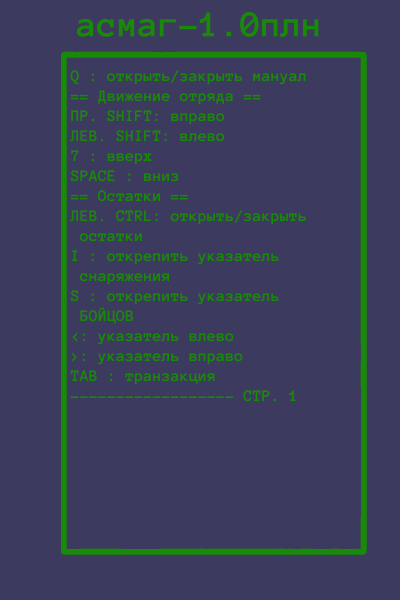 асмаг-1.0плн
Q : открыть/закрыть мануал
== Движение отряда ==
ПР. SHIFT: вправо
ЛЕВ. SHIFT: влево
7 : вверх
SPACE : вниз
== Остатки ==
ЛЕВ. CTRL: открыть/закрыть
остатки
I : открепить указатель
снаряжения
S : открепить указатель
БОЙЦОВ
<: указатель влево
>: указатель вправо
TAB : транзакция
------------------ СТР. 1